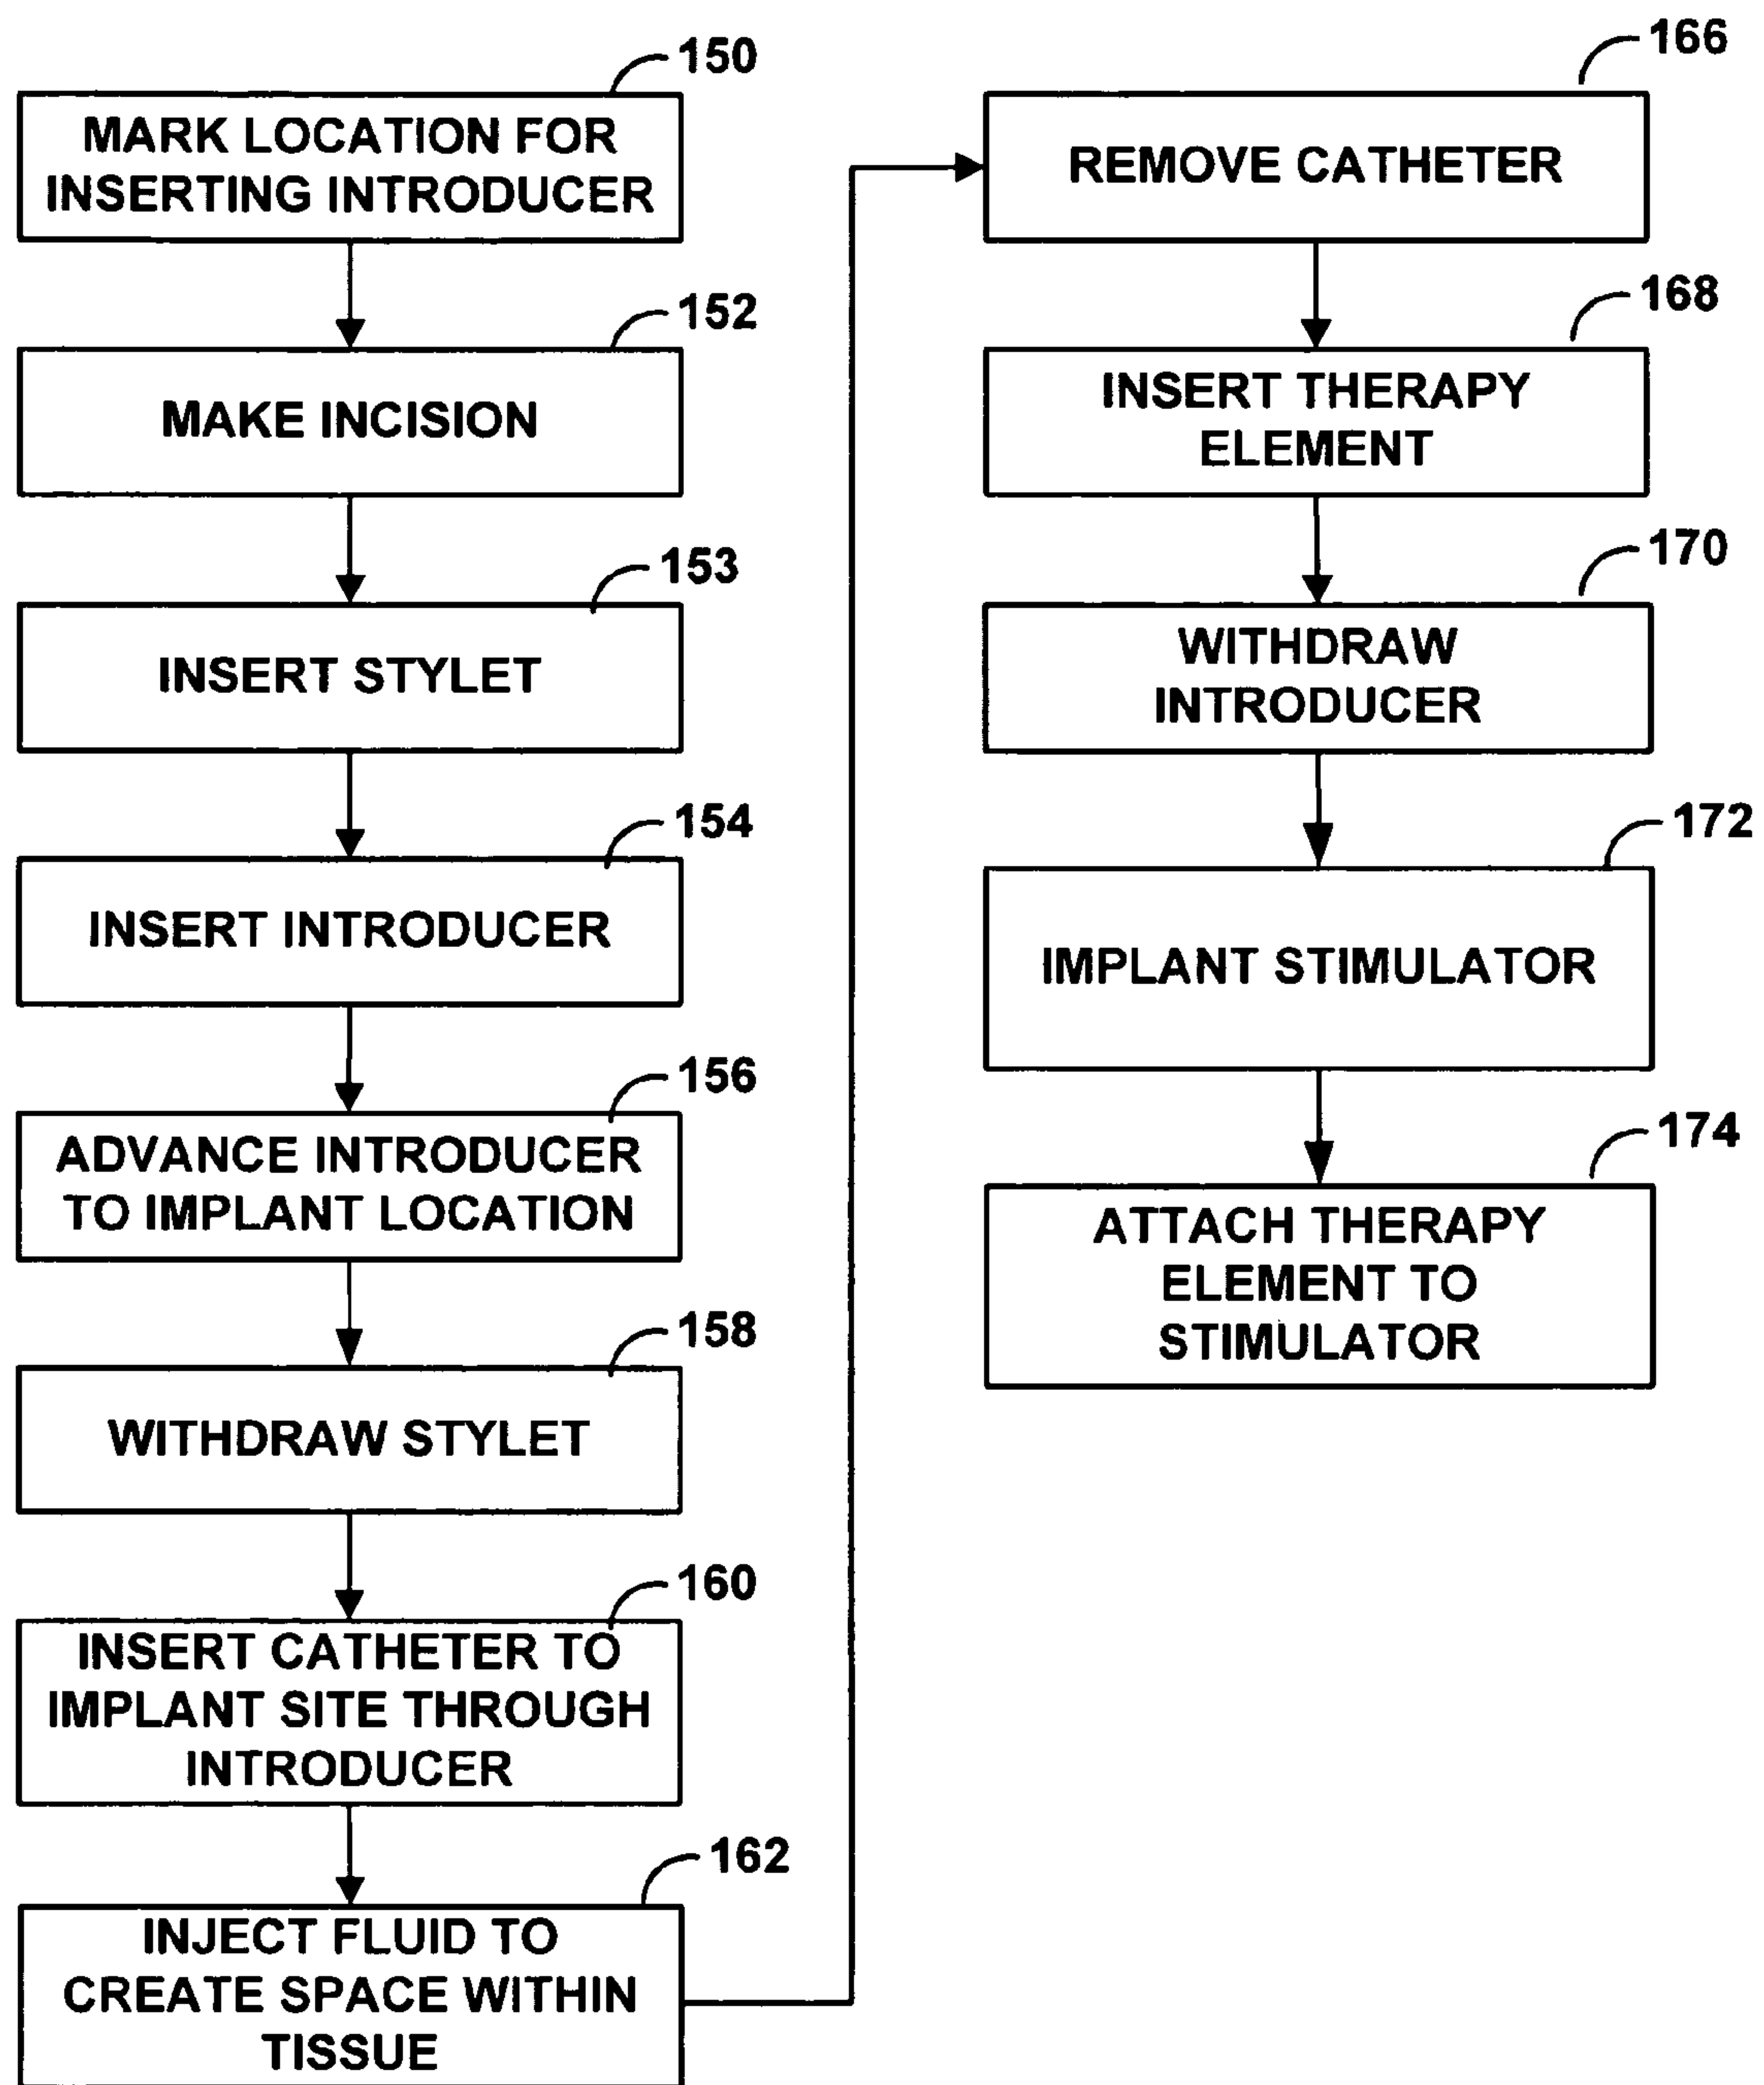 150
MARK LOCATION FOR
INSERTING INTRODUCER
152
MAKE INCISION
153
INSERT STYLET
154
INSERT INTRODUCER
156
ADVANCE INTRODUCER
TO IMPLANT LOCATION
158
WITHDRAW STYLET
160
INSERT CATHETER TO
IMPLANT SITE THROUGH
INTRODUCER
162
INJECT FLUID TO
CREATE SPACE WITHIN
TISSUE
166
REMOVE CATHETER
168
INSERT THERAPY
ELEMENT
170
WITHDRAW
INTRODUCER
172
IMPLANT STIMULATOR
174
ATTACH THERAPY
ELEMENT TO
STIMULATOR